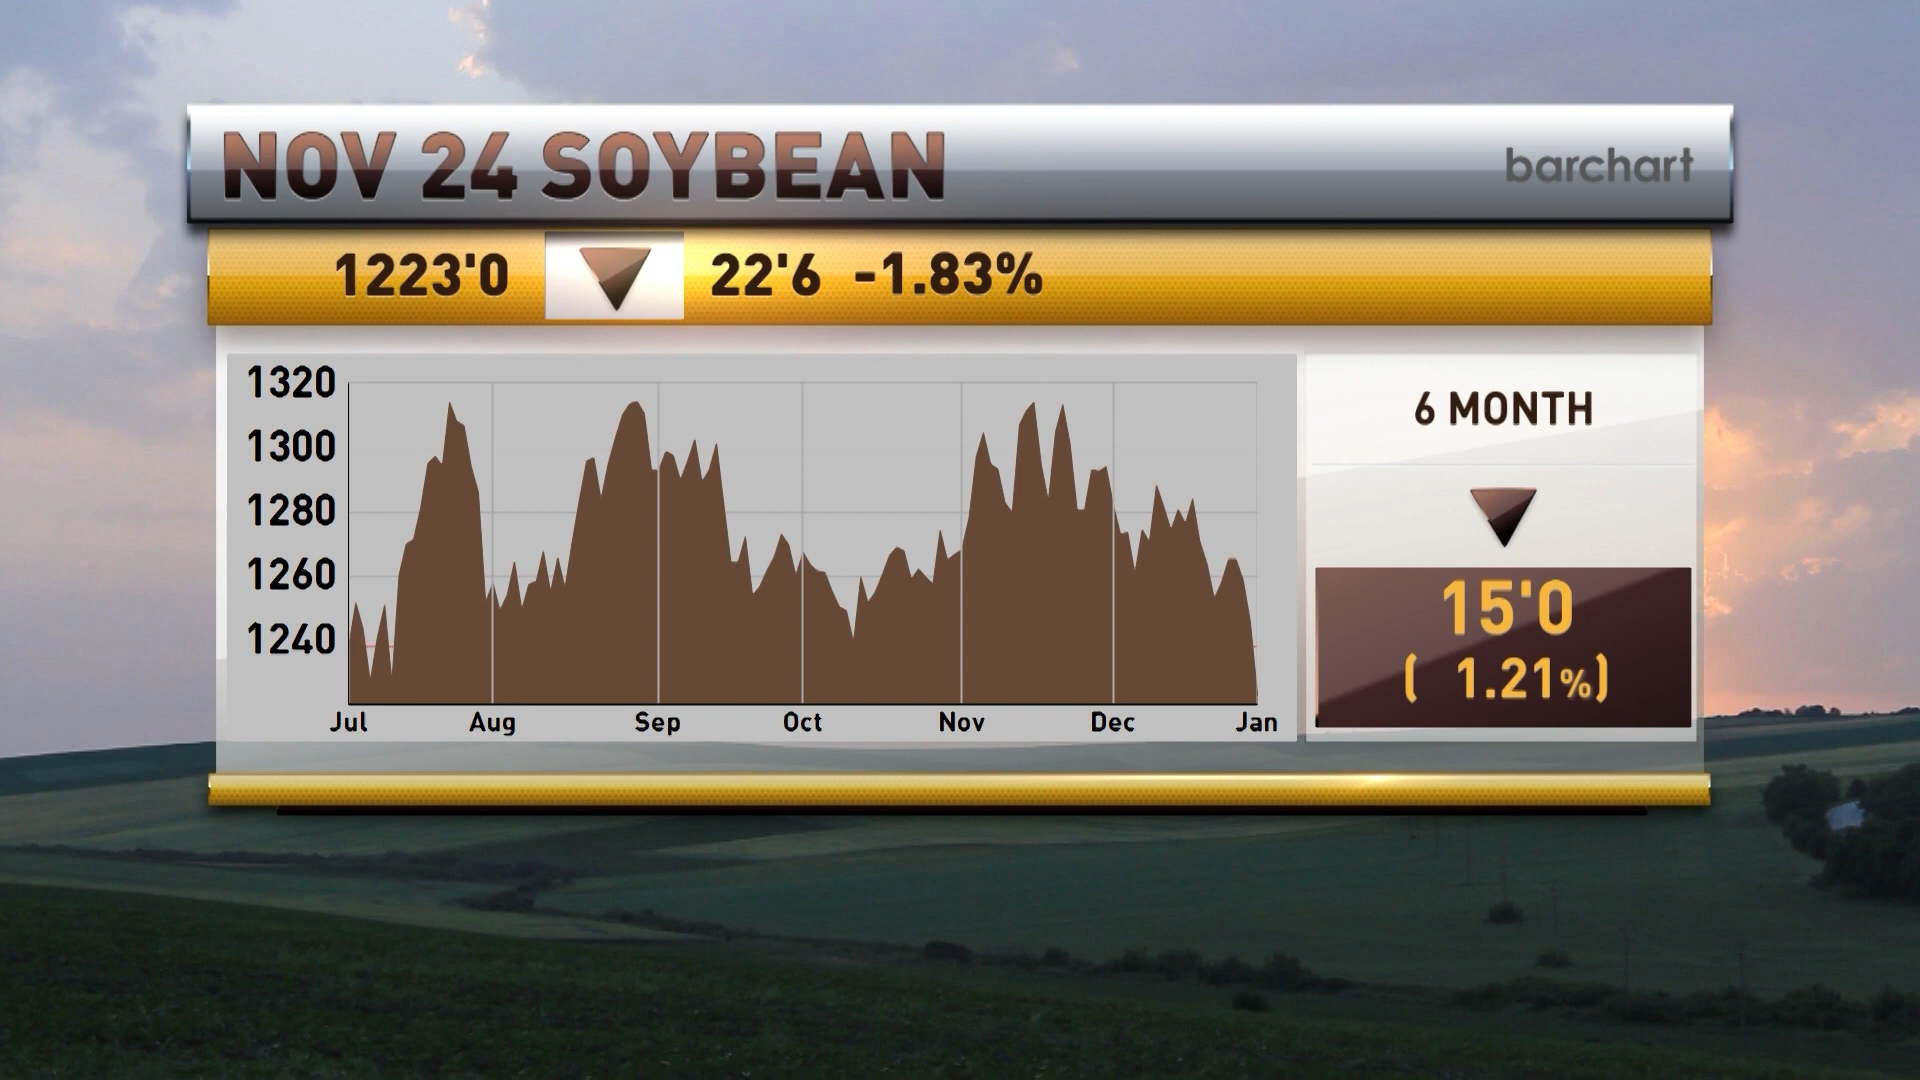 NOV 24 SOYBEAN barchart
1223'0 22'6 -1.83%
1320
1300
1280
1260
1240
Jul Aug Sep Oct Nov Dec Jan
6 MONTH
15'0
( 1.21%)